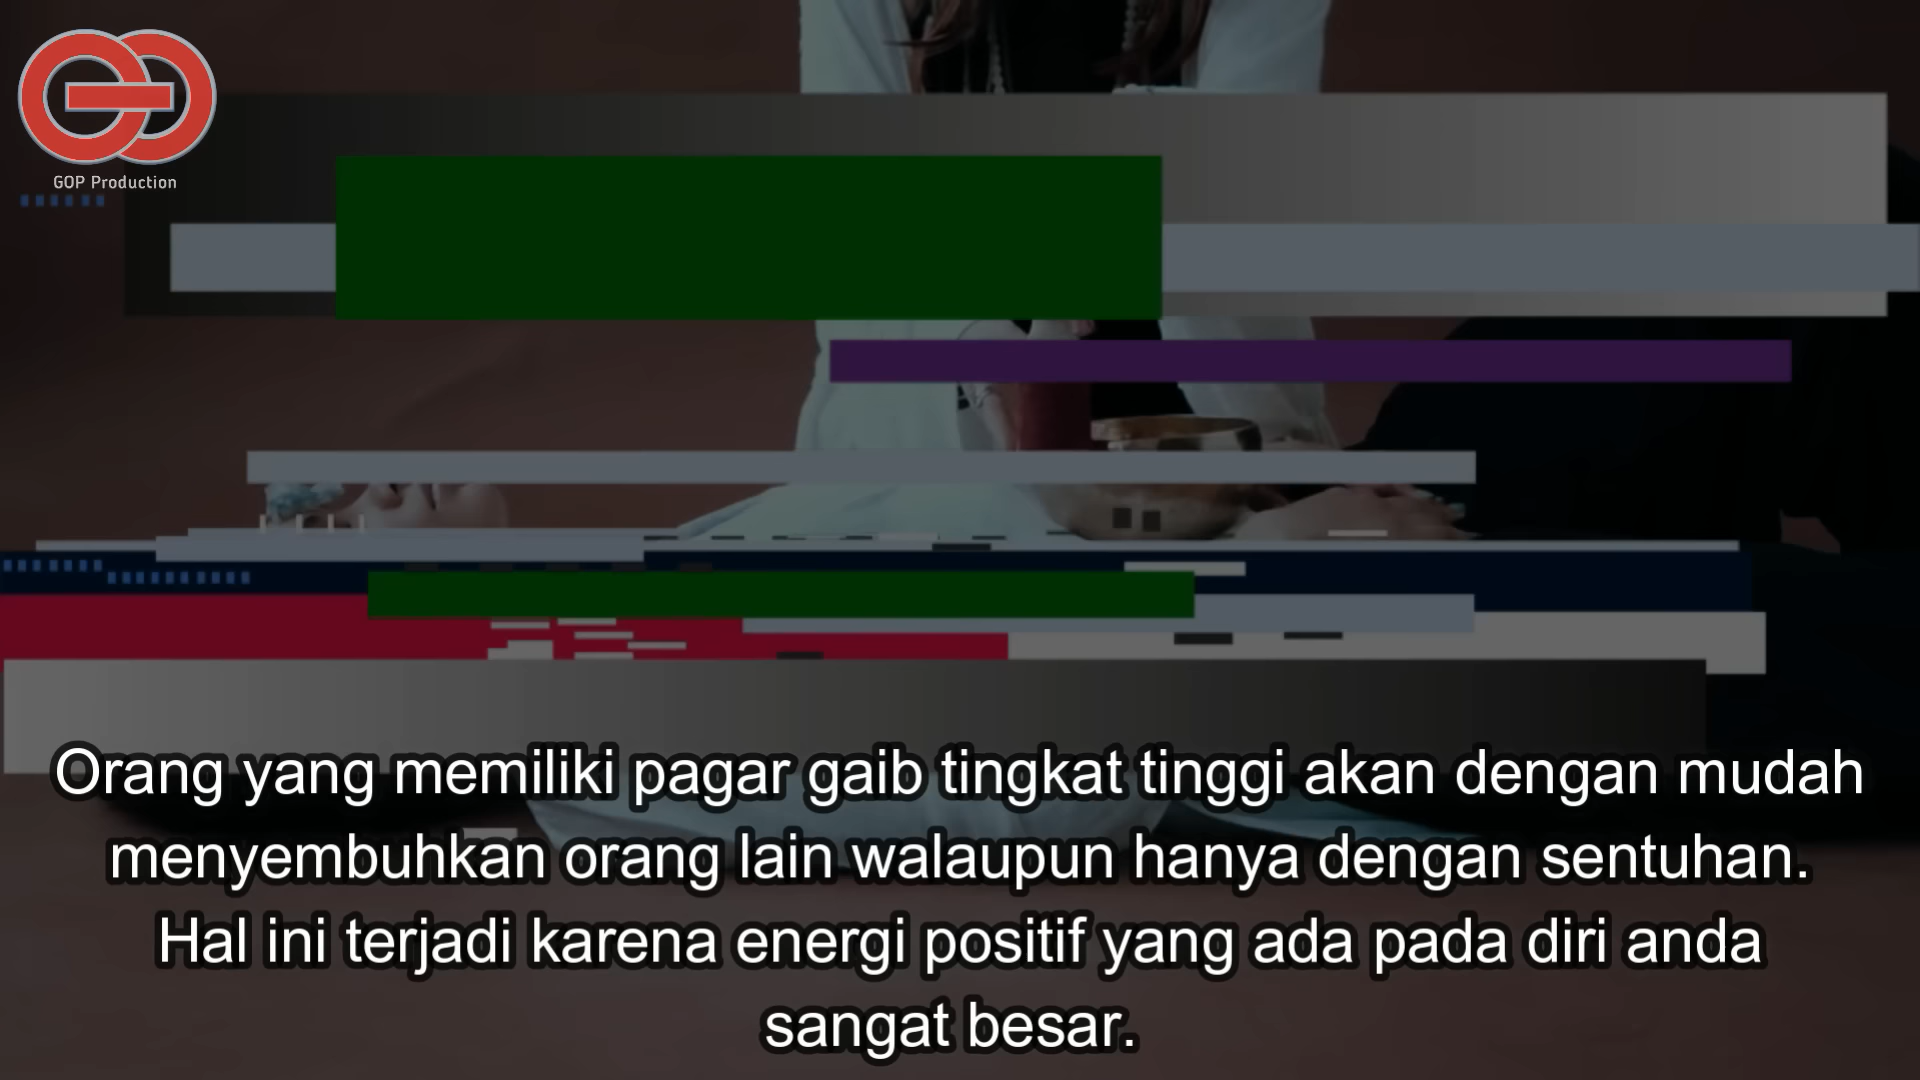 GOP Production
Orang yang memiliki pagar gaib tingkat tinggi akan dengan mudah
menyembuhkan orang lain walaupun hanya dengan sentuhan.
Hal ini terjadi karena energi positif yang ada pada diri anda
sangat besar.